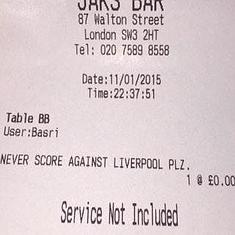 JAKS BAR
87 Walton Street
London SW3 2HT
Tel: 020 7589 8558
Date:11/01/2015
Time:22:37:51
Table BB
User:Basri
NEVER SCORE AGAINST LIVERPOOL PLZ.
1 @ £0.00
Service Not Included